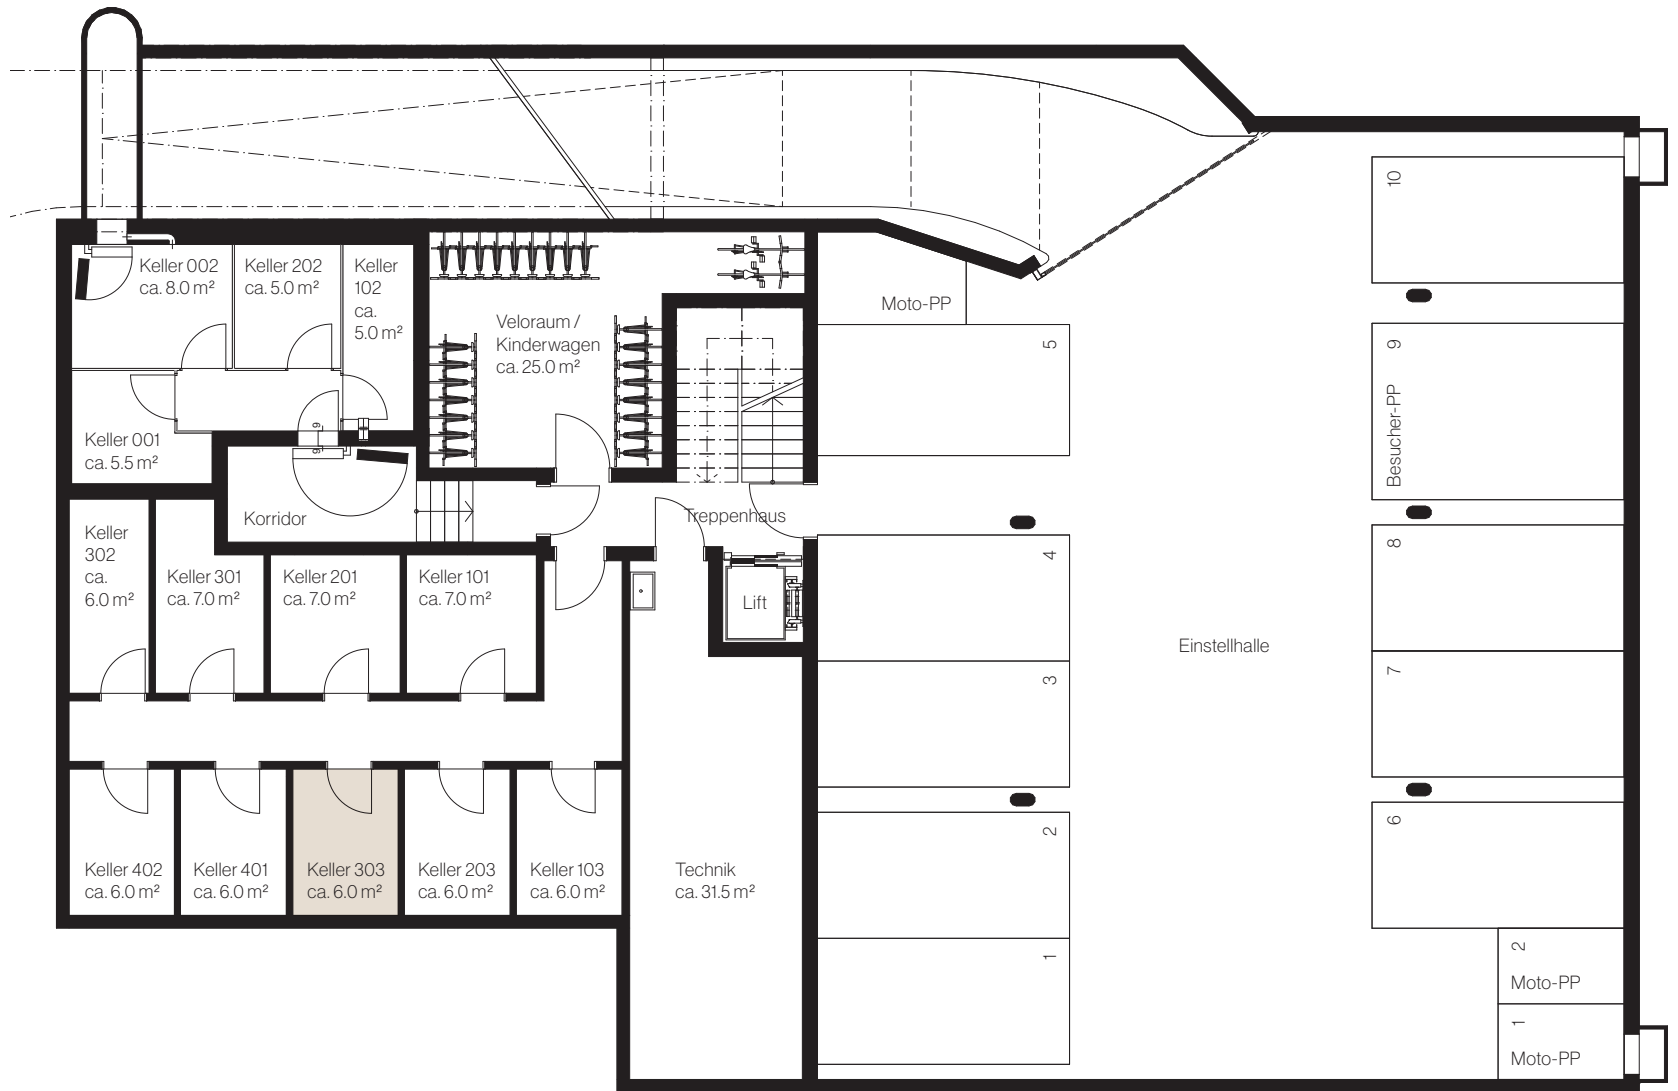 10
Keller 002
ca. 8.0 m²
Keller 202
ca. 5.0 m²
Keller
102
ca.
5.0 m²
Moto-PP
Veloraum /
Kinderwagen
ca. 25.0 m²
5
9
Besucher-PP
Keller 001
ca. 5.5 m²
9
9
Korridor
Treppenhaus
Keller
302
ca.
6.0 m²
Keller 301
ca. 7.0 m²
Keller 201
ca. 7.0 m²
Keller 101
ca. 7.0 m²
Lift
4
8
Einstellhalle
3
7
Keller 402
ca. 6.0 m²
Keller 401
ca. 6.0 m²
Keller 303
ca. 6.0 m²
Keller 203
ca. 6.0 m²
Keller 103
ca. 6.0 m²
Technik
ca. 31.5 m²
2
6
1
2
Moto-PP
1
Moto-PP